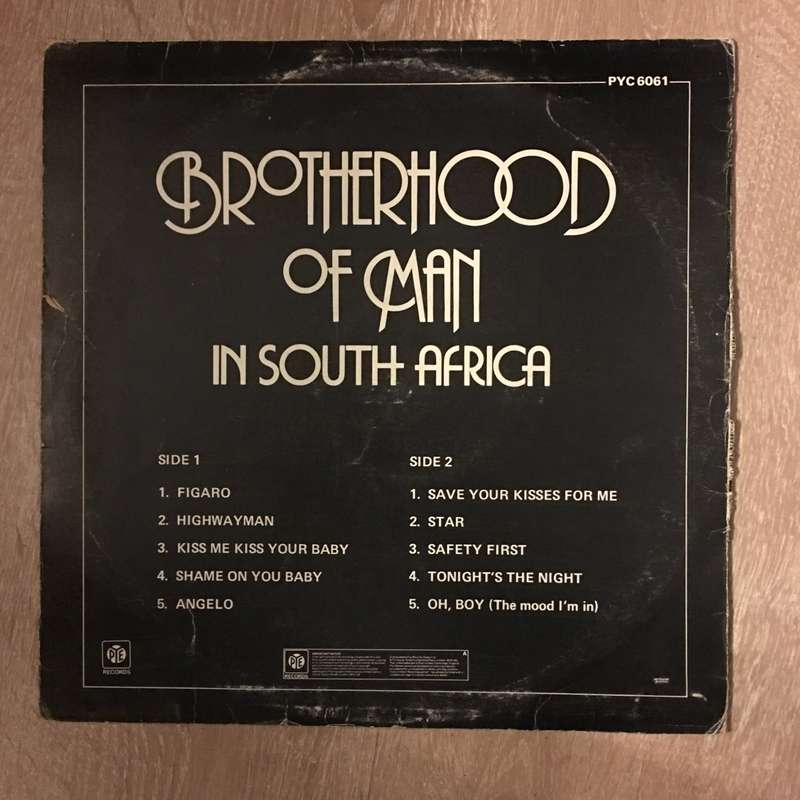 PYC 6061
BROTHERHOOD
OF MAN
IN SOUTH AFRICA
SIDE 1
1. FIGARO
2. HIGHWAYMAN
3. KISS ME KISS YOUR BABY
4. SHAME ON YOU BABY
5. ANGELO
SIDE 2
1. SAVE YOUR KISSES FOR ME
2. STAR
3. SAFETY FIRST
4. TONIGHT'S THE NIGHT
5. OH, BOY (The mood I'm in)
PYE
RECORDS
PYE
RECORDS
A